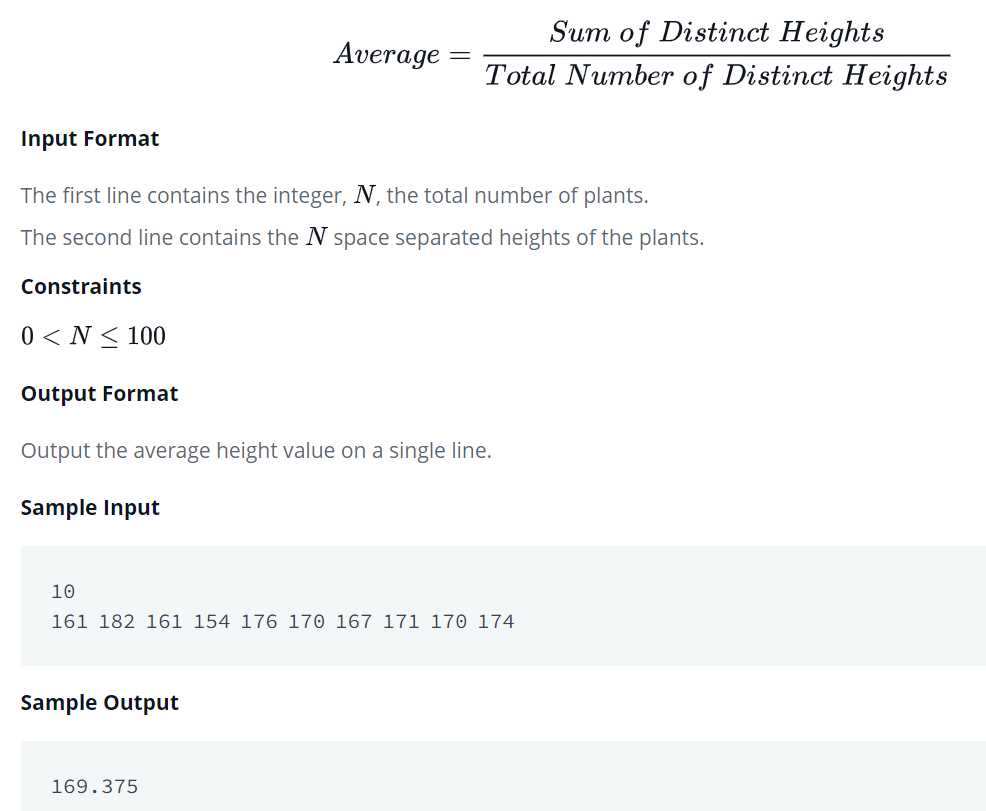 Average = Sum of Distinct Heights / Total Number of Distinct Heights
Input Format
The first line contains the integer, N, the total number of plants.
The second line contains the N space separated heights of the plants.
Constraints
0 < N ≤ 100
Output Format
Output the average height value on a single line.
Sample Input
10
161 182 161 154 176 170 167 171 170 174
Sample Output
169.375